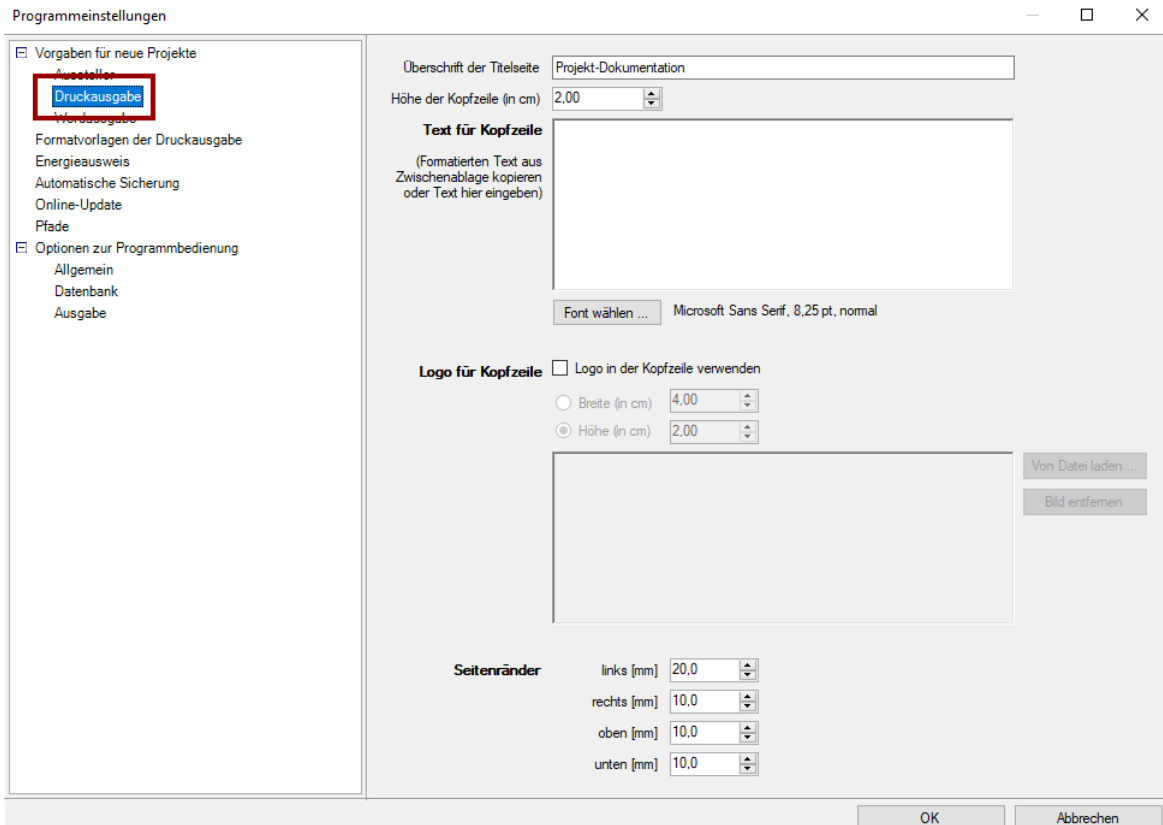 Programmeinstellungen
Vorgaben für neue Projekte
Aussteller
Druckausgabe
Wordausgabe
Formatvorlagen der Druckausgabe
Energieausweis
Automatische Sicherung
Online-Update
Pfade
Optionen zur Programmbedienung
Allgemein
Datenbank
Ausgabe
Überschrift der Titelseite Projekt-Dokumentation
Höhe der Kopfzeile (in cm) 2,00
Text für Kopfzeile
(Formatierten Text aus
Zwischenablage kopieren
oder Text hier eingeben)
Font wählen ... Microsoft Sans Serif, 8,25 pt, normal
Logo für Kopfzeile Logo in der Kopfzeile verwenden
Breite (in cm) 4,00
Höhe (in cm) 2,00
Von Datei laden ...
Bild entfernen
Seitenränder links [mm] 20,0
rechts [mm] 10,0
oben [mm] 10,0
unten [mm] 10,0
OK Abbrechen